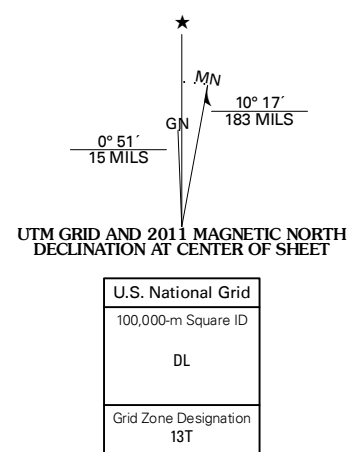 ★
MN
GN
10° 17´
183 MILS
0° 51´
15 MILS
UTM GRID AND 2011 MAGNETIC NORTH
DECLINATION AT CENTER OF SHEET
U.S. National Grid
100,000-m Square ID
DL
Grid Zone Designation
13T